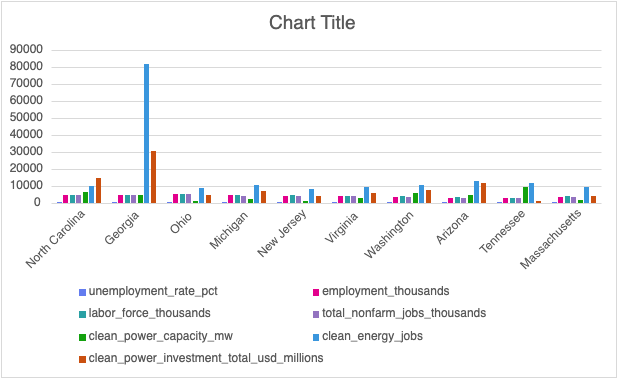 Chart Title
90000
80000
70000
60000
50000
40000
30000
20000
10000
0
North Carolina
Georgia
Ohio
Michigan
New Jersey
Virginia
Washington
Arizona
Tennessee
Massachusetts
unemployment_rate_pct
employment_thousands
labor_force_thousands
total_nonfarm_jobs_thousands
clean_power_capacity_mw
clean_energy_jobs
clean_power_investment_total_usd_millions